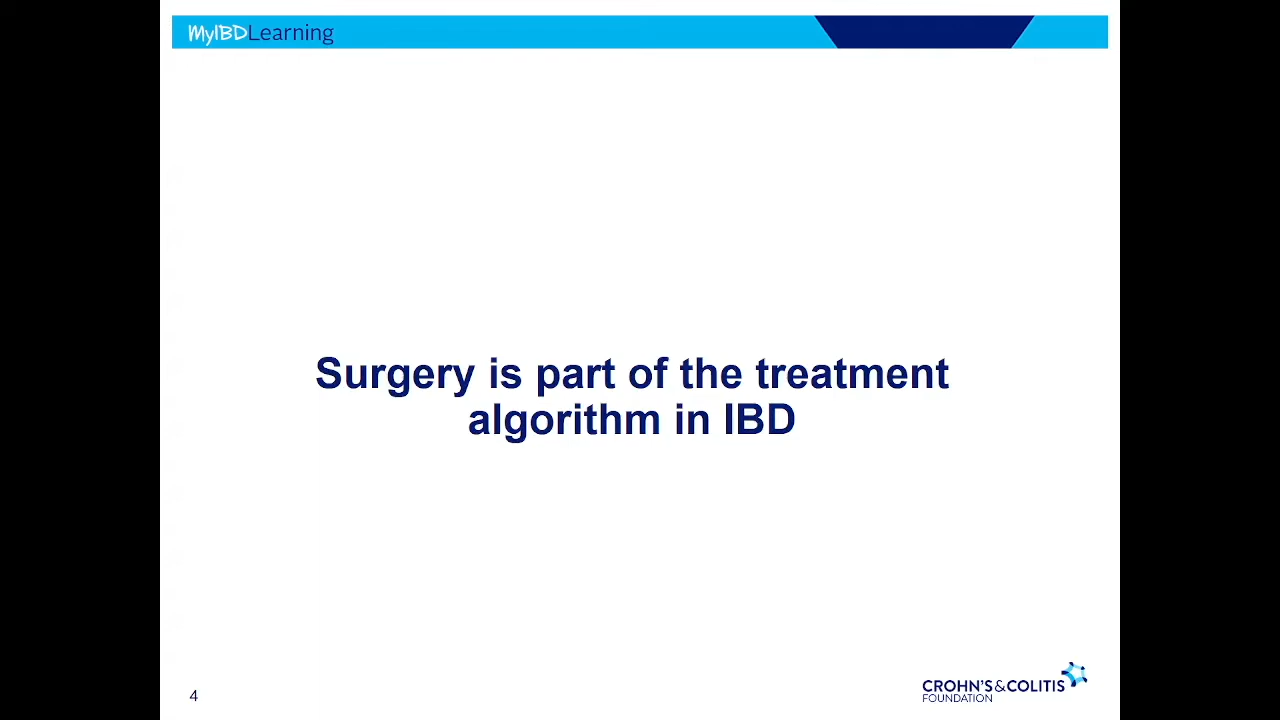 MyIBDLearning
Surgery is part of the treatment
algorithm in IBD
4
CROHN'S&COLITIS
FOUNDATION